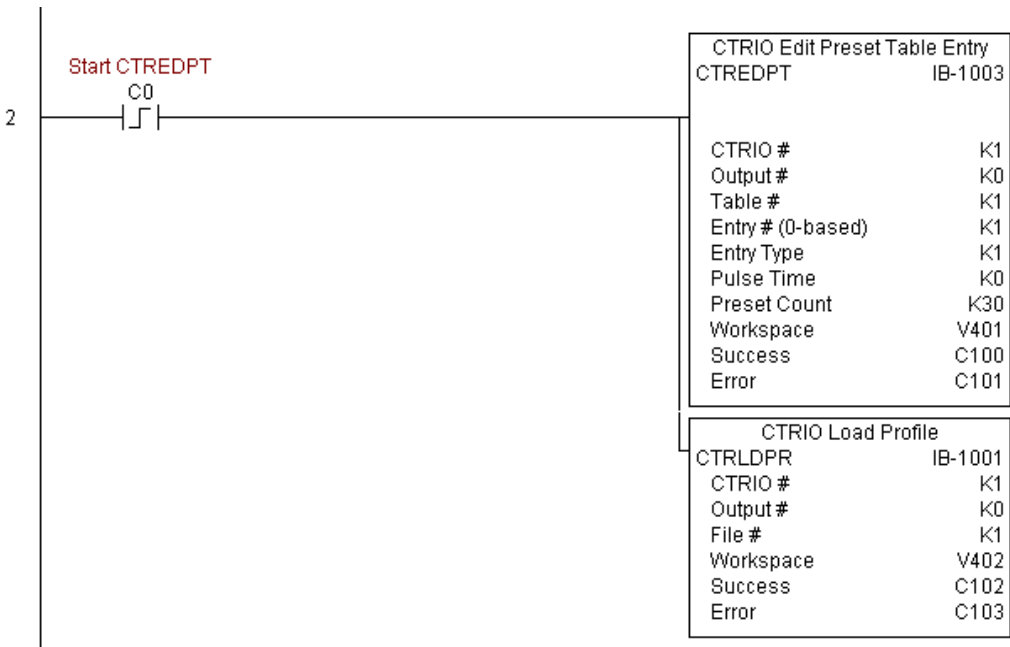 Start CTREDPT
C0
2
CTRIO Edit Preset Table Entry
CTREDPT IB-1003
CTRIO # K1
Output # K0
Table # K1
Entry # (0-based) K1
Entry Type K1
Pulse Time K0
Preset Count K30
Workspace V401
Success C100
Error C101
CTRIO Load Profile
CTRLDPR IB-1001
CTRIO # K1
Output # K0
File # K1
Workspace V402
Success C102
Error C103